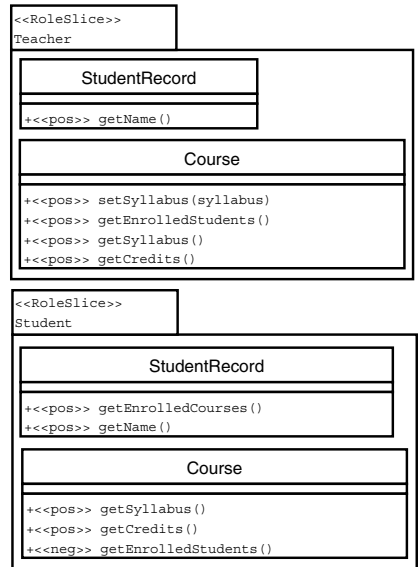 <<RoleSlice>>
Teacher
StudentRecord
+<<pos>> getName()
Course
+<<pos>> setSyllabus(syllabus)
+<<pos>> getEnrolledStudents()
+<<pos>> getSyllabus()
+<<pos>> getCredits()
<<RoleSlice>>
Student
StudentRecord
+<<pos>> getEnrolledCourses()
+<<pos>> getName()
Course
+<<pos>> getSyllabus()
+<<pos>> getCredits()
+<<neg>> getEnrolledStudents()